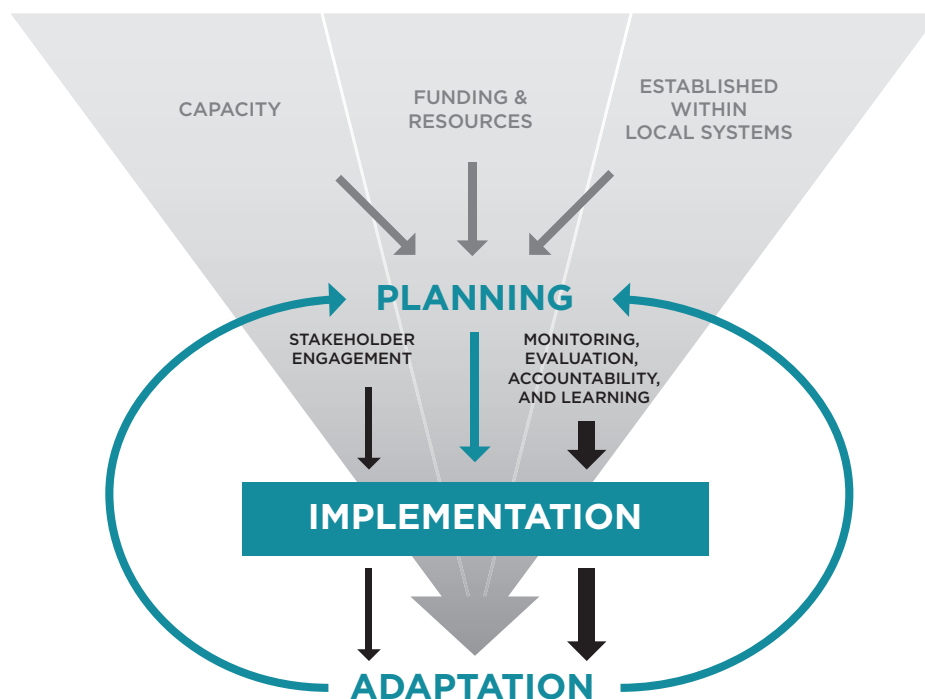 CAPACITY
FUNDING &
RESOURCES
ESTABLISHED
WITHIN
LOCAL SYSTEMS
PLANNING
STAKEHOLDER
ENGAGEMENT
MONITORING,
EVALUATION,
ACCOUNTABILITY,
AND LEARNING
IMPLEMENTATION
ADAPTATION